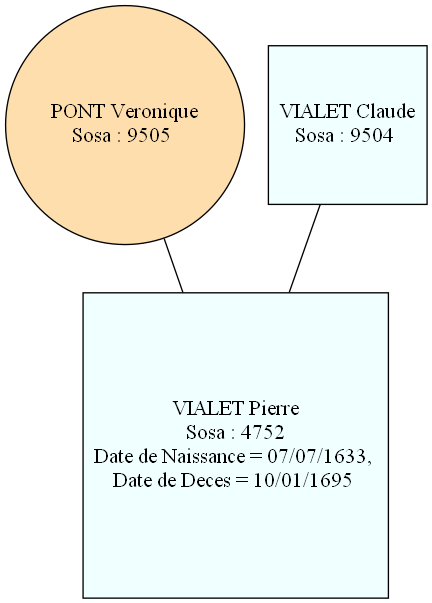 PONT Veronique
Sosa : 9505
VIALET Claude
Sosa : 9504
VIALET Pierre
Sosa : 4752
Date de Naissance = 07/07/1633,
Date de Deces = 10/01/1695